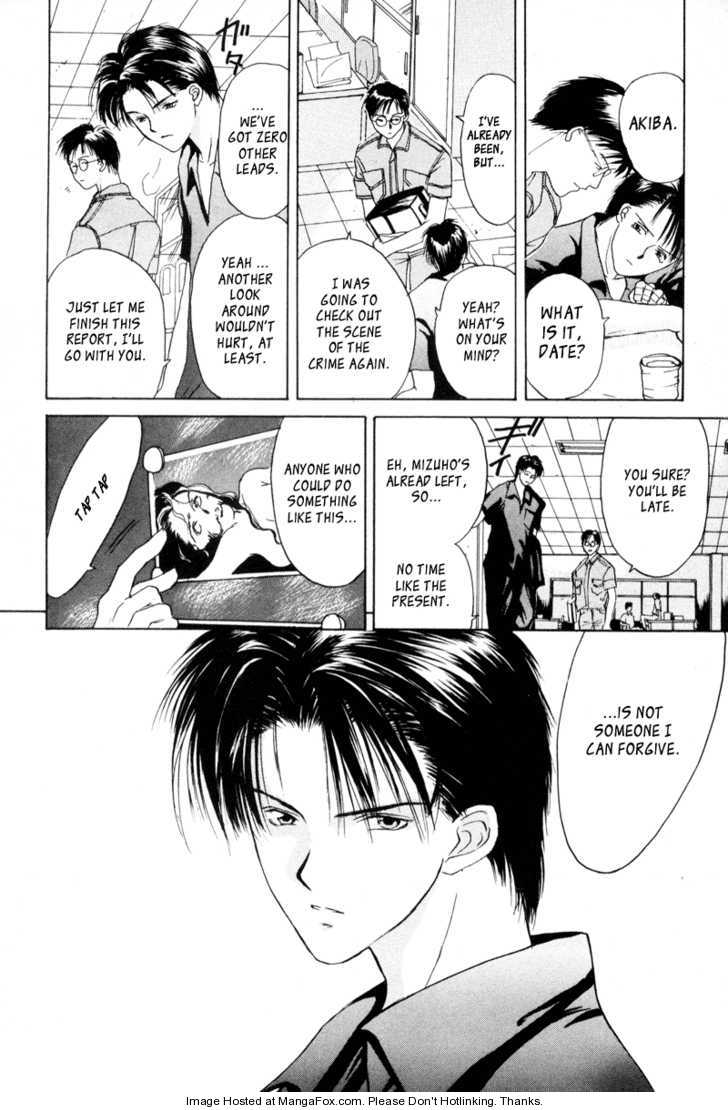 AKIBA.
WHAT
IS IT,
DATE?
I'VE
ALREADY
BEEN,
BUT...
YEAH?
WHAT'S
ON YOUR
MIND?
I WAS
GOING TO
CHECK OUT
THE SCENE
OF THE
CRIME AGAIN.
ガタ
...
WE'VE
GOT ZERO
OTHER
LEADS.
YEAH ...
ANOTHER
LOOK
AROUND
WOULDN'T
HURT, AT
LEAST.
JUST LET ME
FINISH THIS
REPORT, I'LL
GO WITH YOU.
YOU SURE?
YOU'LL BE
LATE.
ギシ
EH, MIZUHO'S
ALREAD LEFT,
SO...
NO TIME
LIKE THE
PRESENT.
ANYONE WHO
COULD DO
SOMETHING
LIKE THIS...
TAP TAP
...IS NOT
SOMEONE I
CAN FORGIVE.
Image Hosted at MangaFox.com. Please Don't Hotlinking. Thanks.